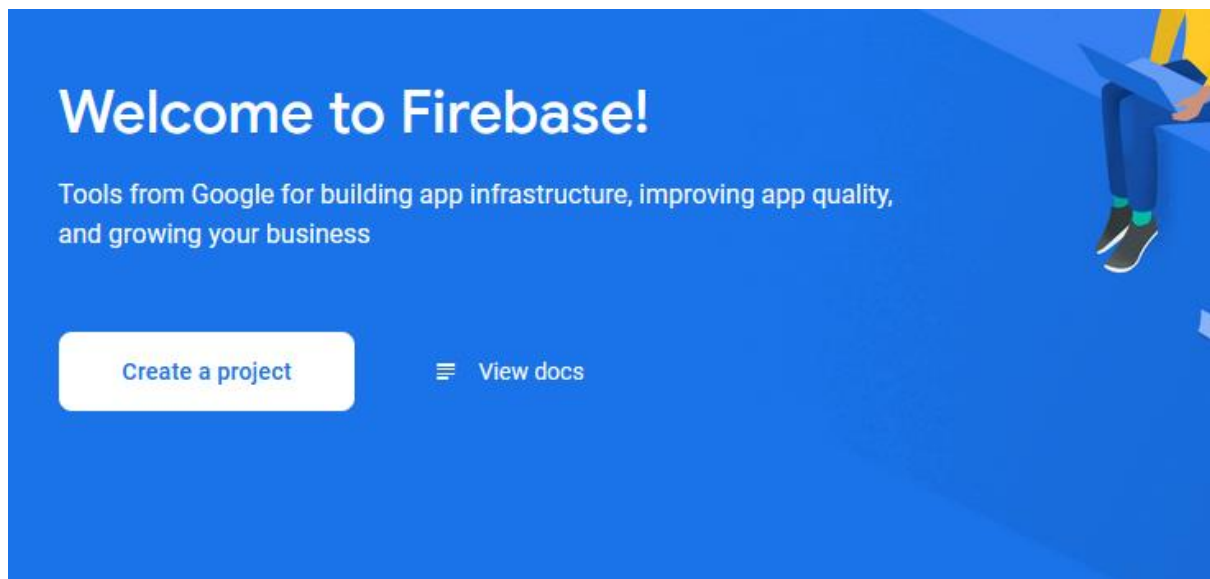 Welcome to Firebase!
Tools from Google for building app infrastructure, improving app quality,
and growing your business
Create a project
View docs